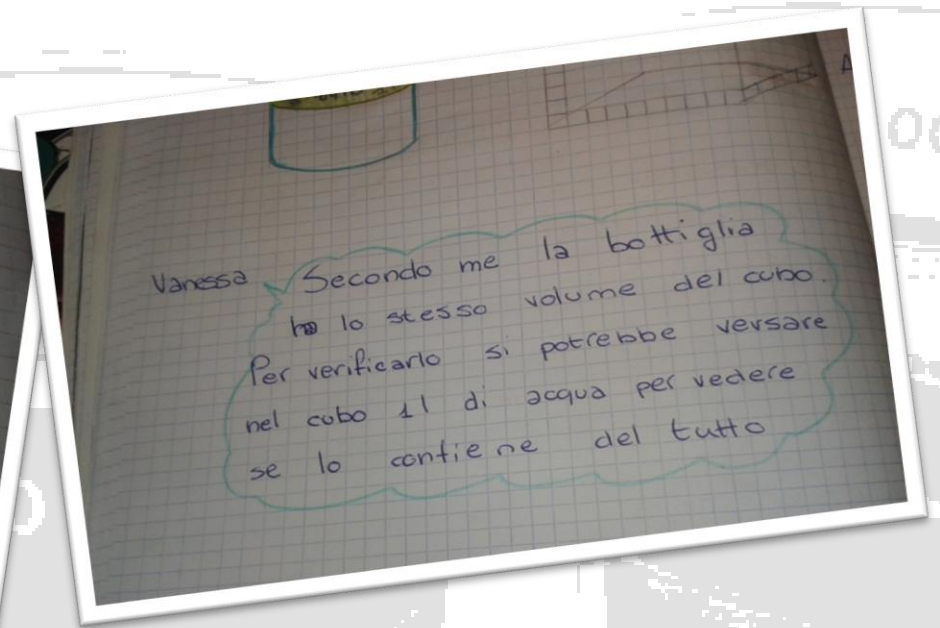 Vanessa Secondo me la bottiglia
ha lo stesso volume del cubo.
Per verificarlo si potrebbe versare
nel cubo 1l di acqua per vedere
se lo contiene del tutto